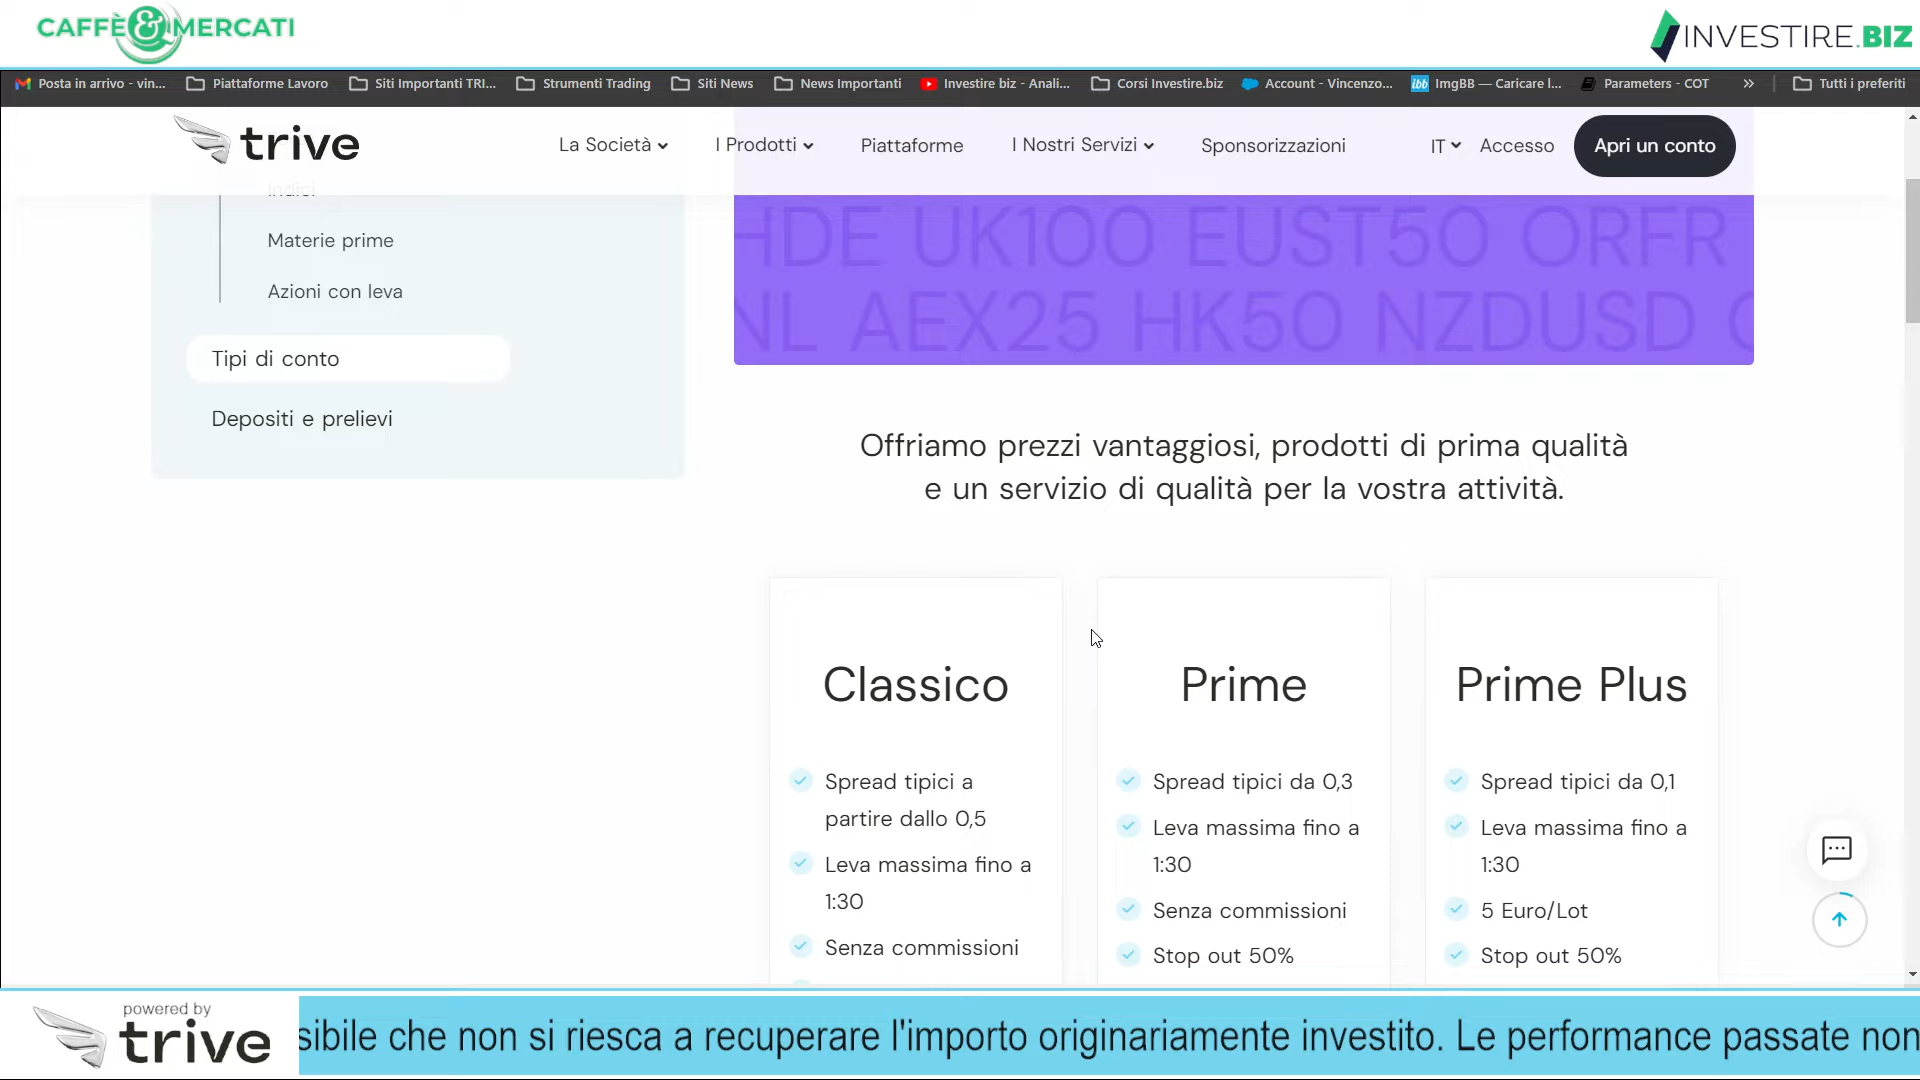 CAFFÈ & MERCATI
INVESTIRE.BIZ
Posta in arrivo - vin... Piattaforme Lavoro Siti Importanti TRI... Strumenti Trading Siti News News Importanti Investire biz - Anali... Corsi Investire.biz Account - Vincenzo... ibb ImgBB — Caricare l... Parameters - COT » Tutti i preferiti
trive La Società I Prodotti Piattaforme I Nostri Servizi Sponsorizzazioni IT Accesso Apri un conto
Indici
Materie prime
Azioni con leva
Tipi di conto
Depositi e prelievi
HDE UK100 EUST50 ORFR
NL AEX25 HK50 NZDUSD
Offriamo prezzi vantaggiosi, prodotti di prima qualità
e un servizio di qualità per la vostra attività.
Classico
Spread tipici a
partire dallo 0,5
Leva massima fino a
1:30
Senza commissioni
Prime
Spread tipici da 0,3
Leva massima fino a
1:30
Senza commissioni
Stop out 50%
Prime Plus
Spread tipici da 0,1
Leva massima fino a
1:30
5 Euro/Lot
Stop out 50%
powered by
trive
sibile che non si riesca a recuperare l'importo originariamente investito. Le performance passate non